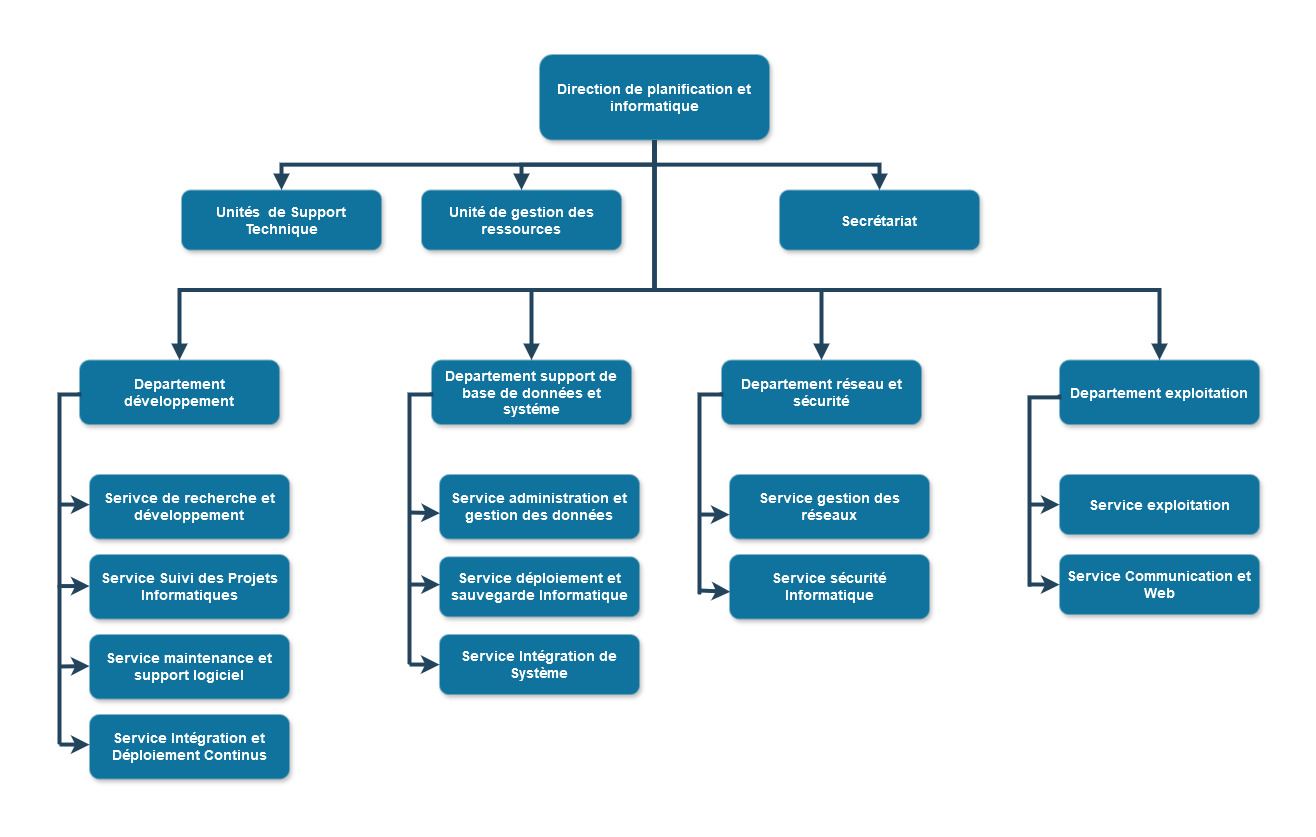 Direction de planification et
informatique
Unités de Support
Technique
Unité de gestion des
ressources
Secrétariat
Departement
développement
Departement support de
base de données et
systéme
Departement réseau et
sécurité
Departement exploitation
Serivce de recherche et
développement
Service Suivi des Projets
Informatiques
Service maintenance et
support logiciel
Service Intégration et
Déploiement Continus
Service administration et
gestion des données
Service déploiement et
sauvegarde Informatique
Service Intégration de
Système
Service gestion des
réseaux
Service sécurité
Informatique
Service exploitation
Service Communication et
Web